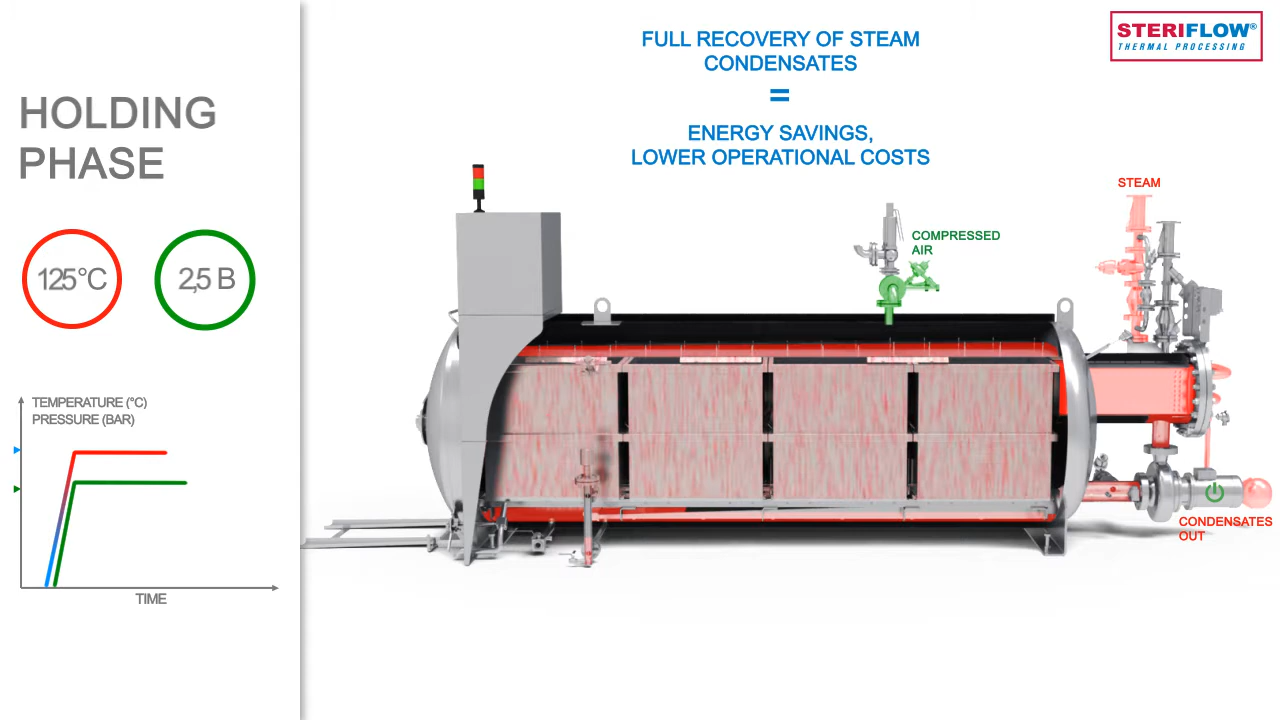 FULL RECOVERY OF STEAM
CONDENSATES
=
ENERGY SAVINGS,
LOWER OPERATIONAL COSTS
STERIFLOW®
THERMAL PROCESSING
HOLDING
PHASE
125°C
2,5 B
TEMPERATURE (°C)
PRESSURE (BAR)
TIME
STEAM
COMPRESSED
AIR
CONDENSATES
OUT